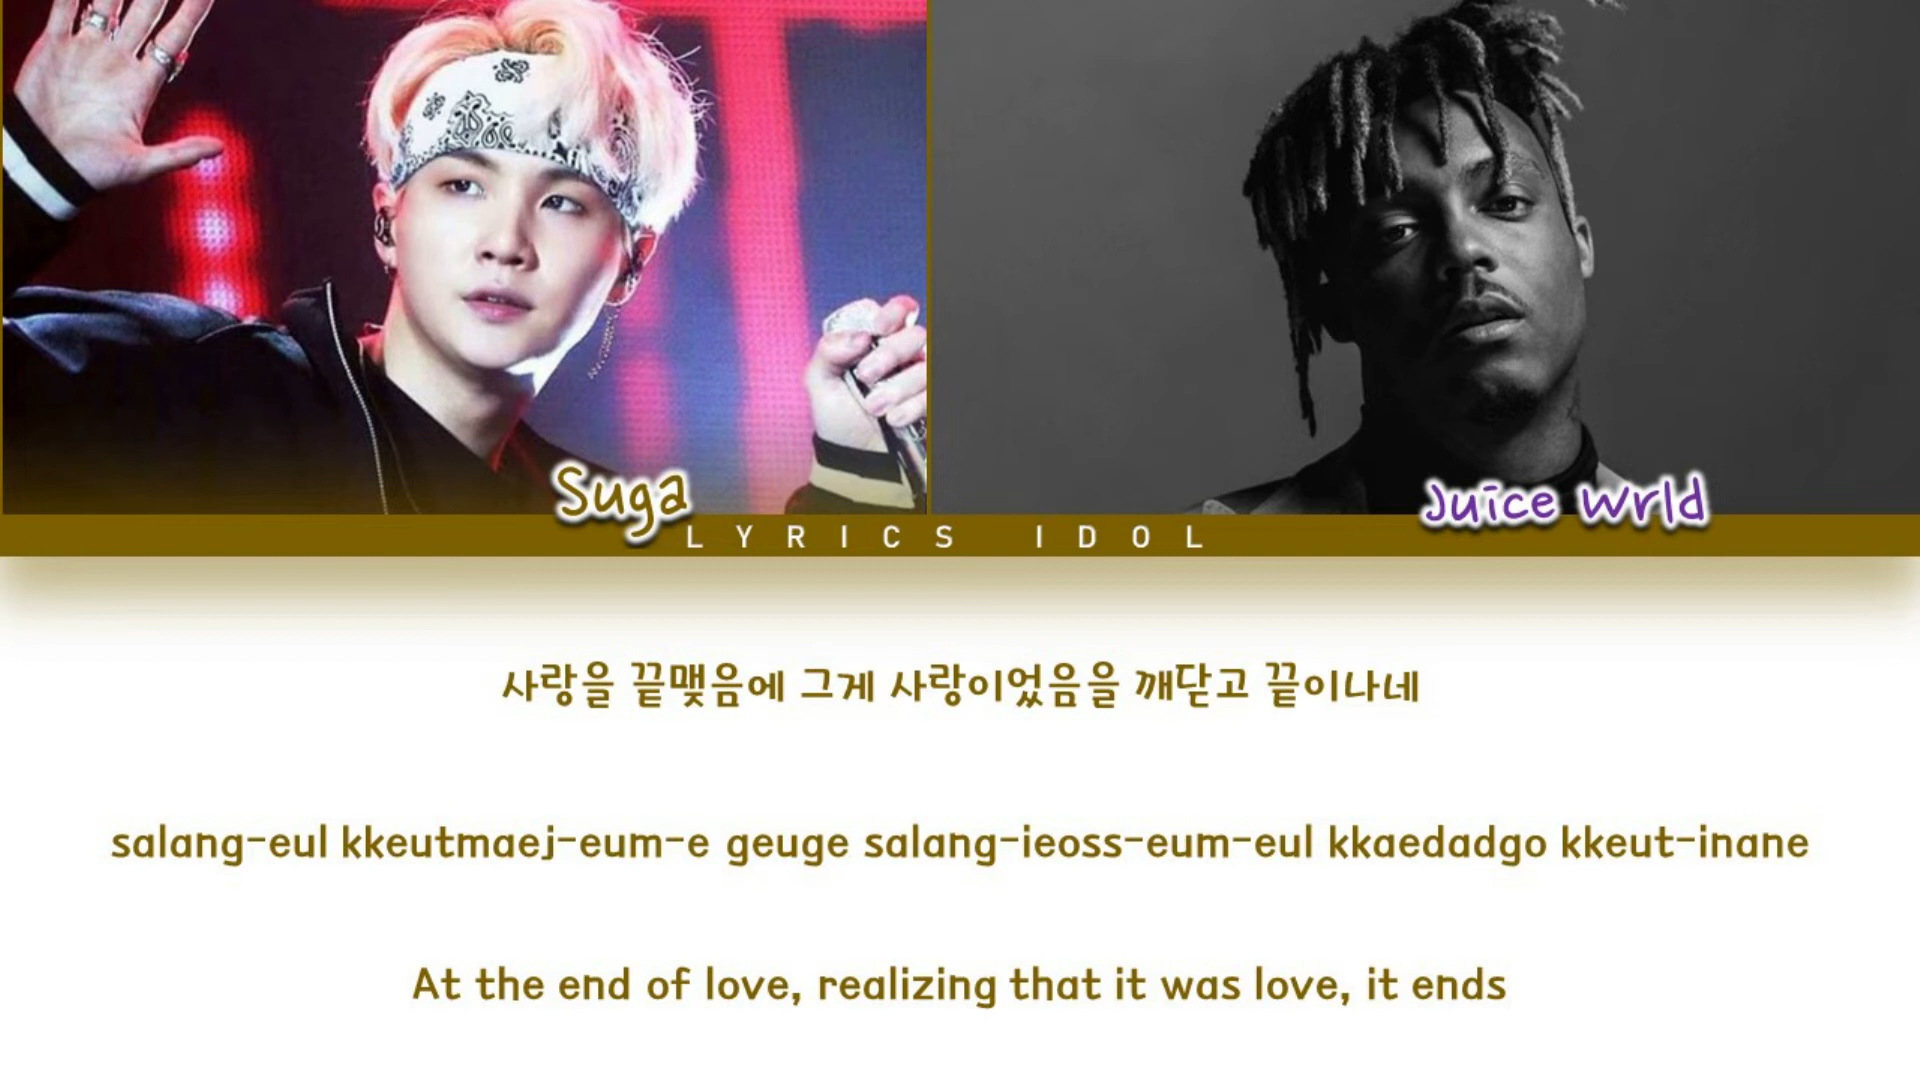 Suga
Juice Wrld
LYRICS IDOL
사랑을 끝맺음에 그게 사랑이었음을 깨닫고 끝이나네
salang-eul kkeutmaej-eum-e geuge salang-ieoss-eum-eul kkaedadgo kkeut-inane
At the end of love, realizing that it was love, it ends